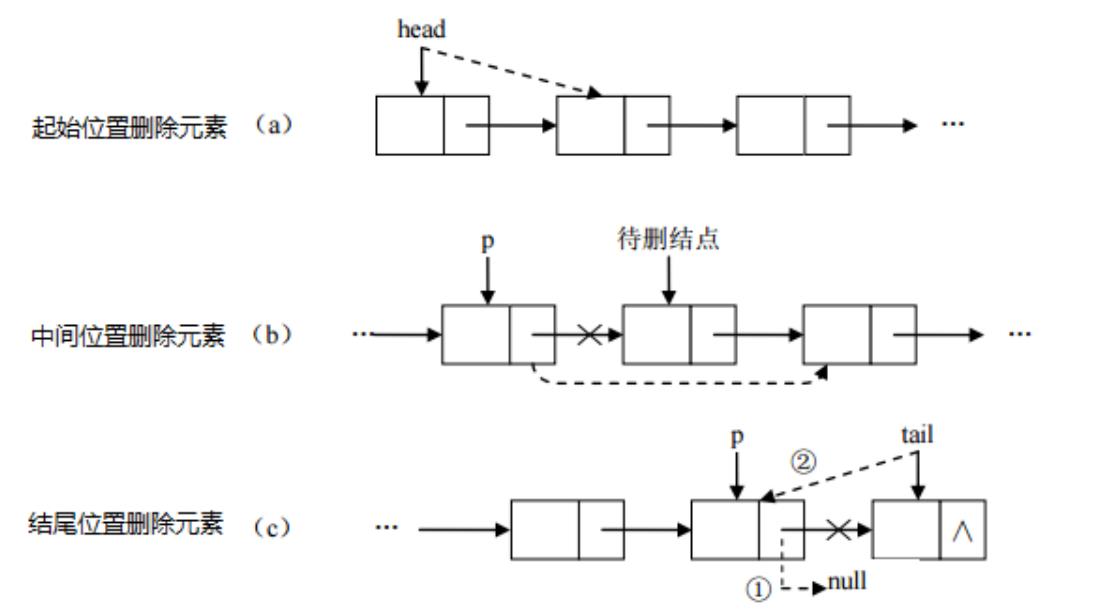 head
起始位置删除元素 （a） ...
p 待删结点
中间位置删除元素 （b） ... ...
p tail
②
结尾位置删除元素 （c） ... ∧
① null